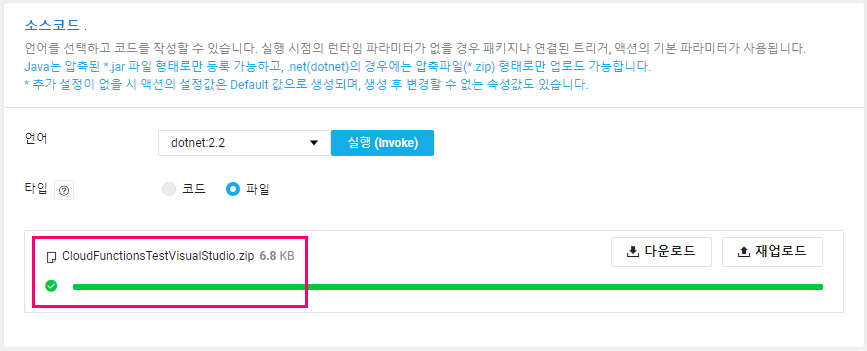 소스코드 .
언어를 선택하고 코드를 작성할 수 있습니다. 실행 시점의 런타임 파라미터가 없을 경우 패키지나 연결된 트리거, 액션의 기본 파라미터가 사용됩니다.
Java는 압축된 *.jar 파일 형태로만 등록 가능하고, .net(dotnet)의 경우에는 압축파일(*.zip) 형태로만 업로드 가능합니다.
* 추가 설정이 없을 시 액션의 설정값은 Default 값으로 생성되며, 생성 후 변경할 수 없는 속성값도 있습니다.
언어 dotnet:2.2 실행 (Invoke)
타입 ? 코드 파일
CloudFunctionsTestVisualStudio.zip 6.8 KB 다운로드 재업로드